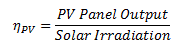 η_PV = PV Panel Output / Solar Irradiation